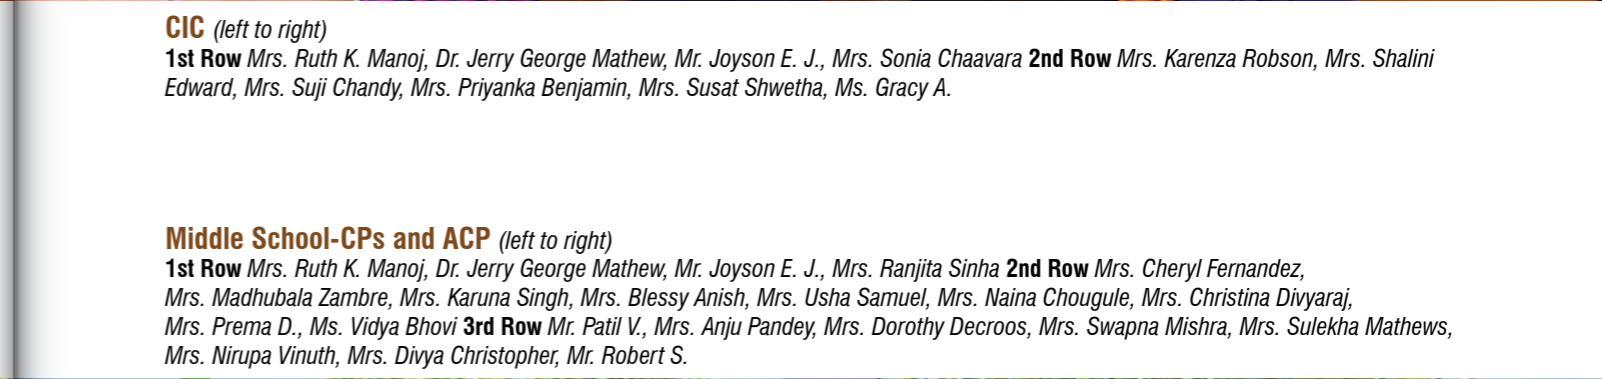 CIC (left to right)
1st Row Mrs. Ruth K. Manoj, Dr. Jerry George Mathew, Mr. Joyson E. J., Mrs. Sonia Chaavara 2nd Row Mrs. Karenza Robson, Mrs. Shalini
Edward, Mrs. Suji Chandy, Mrs. Priyanka Benjamin, Mrs. Susat Shwetha, Ms. Gracy A.
Middle School-CPs and ACP (left to right)
1st Row Mrs. Ruth K. Manoj, Dr. Jerry George Mathew, Mr. Joyson E. J., Mrs. Ranjita Sinha 2nd Row Mrs. Cheryl Fernandez,
Mrs. Madhubala Zambre, Mrs. Karuna Singh, Mrs. Blessy Anish, Mrs. Usha Samuel, Mrs. Naina Chougule, Mrs. Christina Divyaraj,
Mrs. Prema D., Ms. Vidya Bhovi 3rd Row Mr. Patil V., Mrs. Anju Pandey, Mrs. Dorothy Decroos, Mrs. Swapna Mishra, Mrs. Sulekha Mathews,
Mrs. Nirupa Vinuth, Mrs. Divya Christopher, Mr. Robert S.